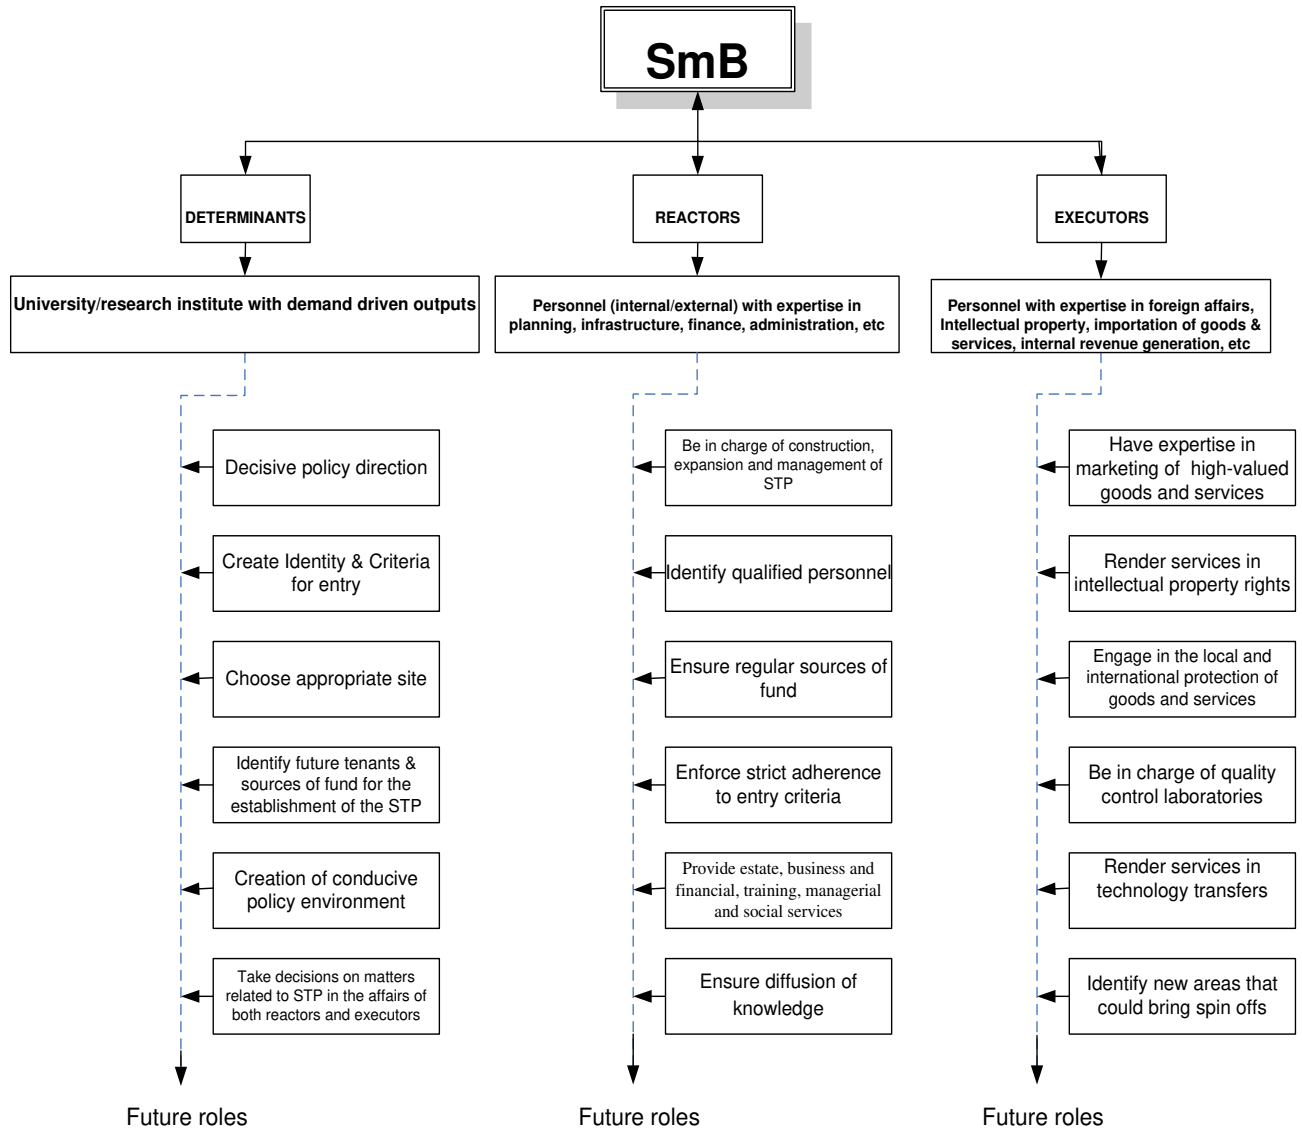 SmB
DETERMINANTS
REACTORS
EXECUTORS
University/research institute with demand driven outputs
Personnel (internal/external) with expertise in
planning, infrastructure, finance, administration, etc
Personnel with expertise in foreign affairs,
Intellectual property, importation of goods &
services, internal revenue generation, etc
Decisive policy direction
Create Identity & Criteria
for entry
Choose appropriate site
Identify future tenants &
sources of fund for the
establishment of the STP
Creation of conducive
policy environment
Take decisions on matters
related to STP in the affairs of
both reactors and executors
Future roles
Be in charge of construction,
expansion and management of
STP
Identify qualified personnel
Ensure regular sources of
fund
Enforce strict adherence
to entry criteria
Provide estate, business and
financial, training, managerial
and social services
Ensure diffusion of
knowledge
Future roles
Have expertise in
marketing of high-valued
goods and services
Render services in
intellectual property rights
Engage in the local and
international protection of
goods and services
Be in charge of quality
control laboratories
Render services in
technology transfers
Identify new areas that
could bring spin offs
Future roles